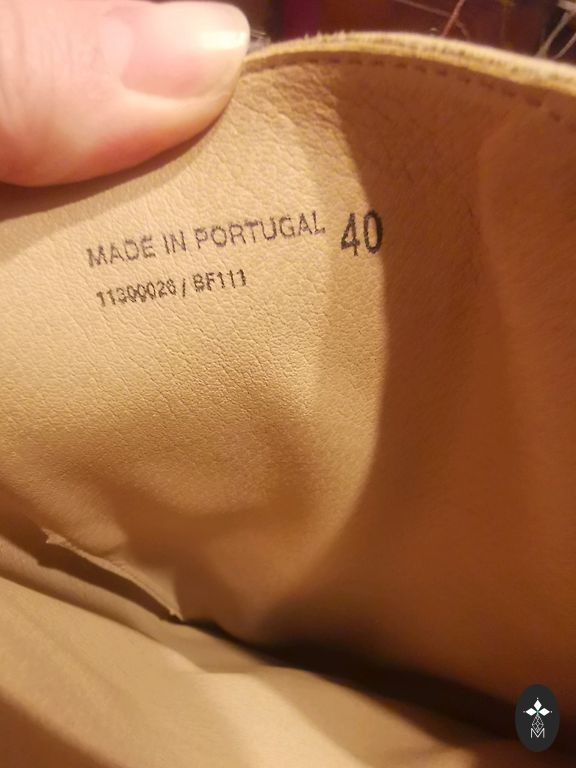 MADE IN PORTUGAL 40
11300026 / BF111